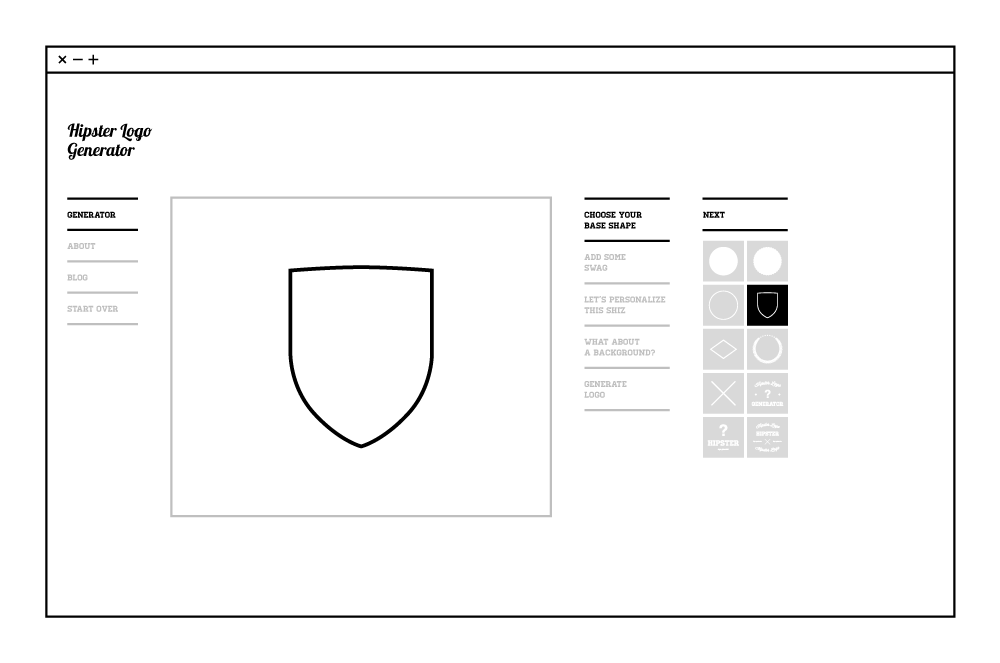 Hipster Logo
Generator
GENERATOR
ABOUT
BLOG
START OVER
CHOOSE YOUR
BASE SHAPE
ADD SOME
SWAG
LET'S PERSONALIZE
THIS SHIZ
WHAT ABOUT
A BACKGROUND?
GENERATE
LOGO
NEXT
?
GENERATOR
?
HIPSTER
HIPSTER